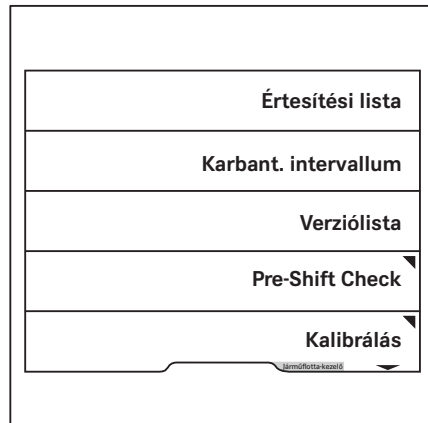 Értesítési lista
Karbant. intervallum
Verziólista
Pre-Shift Check
Kalibrálás
Járműflotta-kezelő